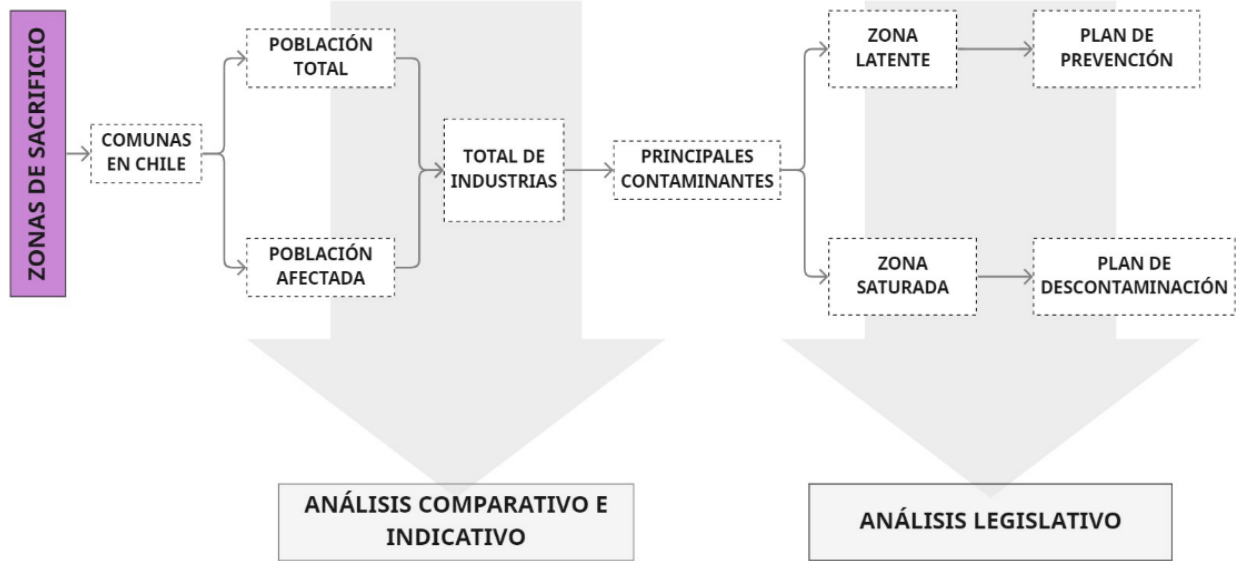 ZONAS DE SACRIFICIO
COMUNAS
EN CHILE
POBLACIÓN
TOTAL
POBLACIÓN
AFECTADA
TOTAL DE
INDUSTRIAS
PRINCIPALES
CONTAMINANTES
ZONA
LATENTE
PLAN DE
PREVENCIÓN
ZONA
SATURADA
PLAN DE
DESCONTAMINACIÓN
ANÁLISIS COMPARATIVO E
INDICATIVO
ANÁLISIS LEGISLATIVO